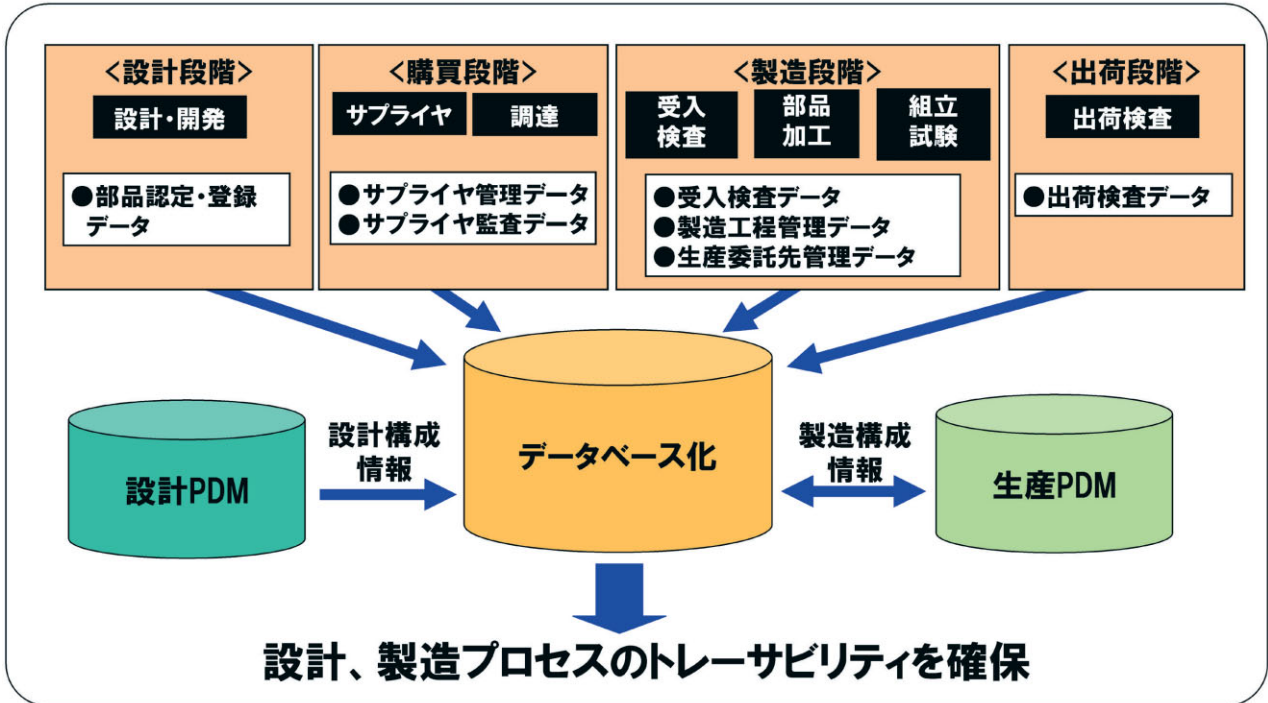 <設計段階>
設計・開発
●部品認定・登録
データ
<購買段階>
サプライヤ
調達
●サプライヤ管理データ
●サプライヤ監査データ
<製造段階>
受入
検査
部品
加工
組立
試験
●受入検査データ
●製造工程管理データ
●生産委託先管理データ
<出荷段階>
出荷検査
●出荷検査データ
設計PDM
設計構成
情報
データベース化
製造構成
情報
生産PDM
設計、製造プロセスのトレーサビリティを確保